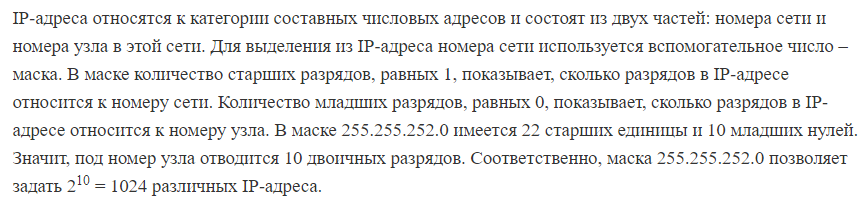 IP-адреса относятся к категории составных числовых адресов и состоят из двух частей: номера сети и
номера узла в этой сети. Для выделения из IP-адреса номера сети используется вспомогательное число –
маска. В маске количество старших разрядов, равных 1, показывает, сколько разрядов в IP-адресе
относится к номеру сети. Количество младших разрядов, равных 0, показывает, сколько разрядов в IP-
адресе относится к номеру узла. В маске 255.255.252.0 имеется 22 старших единицы и 10 младших нулей.
Значит, под номер узла отводится 10 двоичных разрядов. Соответственно, маска 255.255.252.0 позволяет
задать 2¹⁰ = 1024 различных IP-адреса.